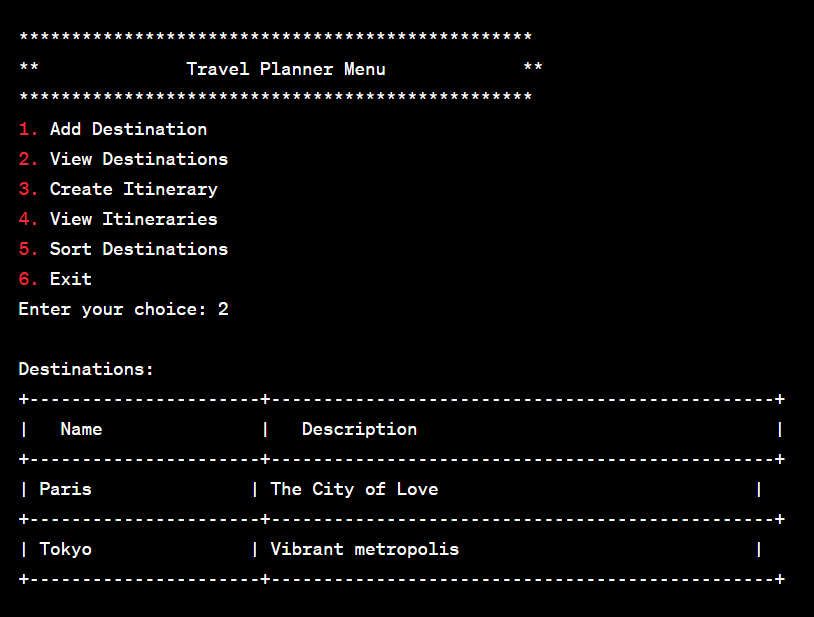 *************************************************
**              Travel Planner Menu             **
*************************************************
1. Add Destination
2. View Destinations
3. Create Itinerary
4. View Itineraries
5. Sort Destinations
6. Exit
Enter your choice: 2
Destinations:
+----------------------+------------------------------------------------+
|   Name               |   Description                                  |
+----------------------+------------------------------------------------+
| Paris               | The City of Love                              |
+----------------------+------------------------------------------------+
| Tokyo               | Vibrant metropolis                            |
+----------------------+------------------------------------------------+